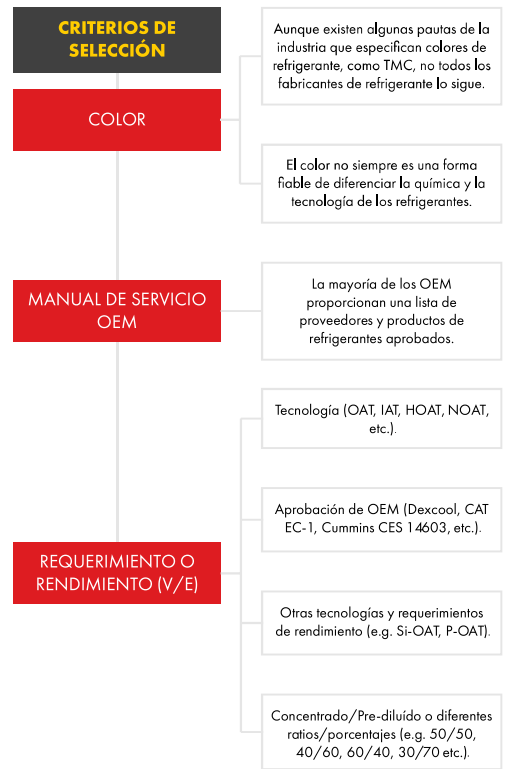 CRITERIOS DE
SELECCIÓN
COLOR
Aunque existen algunas pautas de la
industria que especifican colores de
refrigerante, como TMC, no todos los
fabricantes de refrigerante lo sigue.
El color no siempre es una forma
fiable de diferenciar la química y la
tecnología de los refrigerantes.
MANUAL DE SERVICIO
OEM
La mayoría de los OEM
proporcionan una lista de
proveedores y productos de
refrigerantes aprobados.
REQUERIMIENTO O
RENDIMIENTO (V/E)
Tecnología (OAT, IAT, HOAT, NOAT,
etc.).
Aprobación de OEM (Dexcool, CAT
EC-1, Cummins CES 14603, etc.).
Otras tecnologías y requerimientos
de rendimiento (e.g. Si-OAT, P-OAT).
Concentrado/Pre-diluído o diferentes
ratios/porcentajes (e.g. 50/50,
40/60, 60/40, 30/70 etc.).